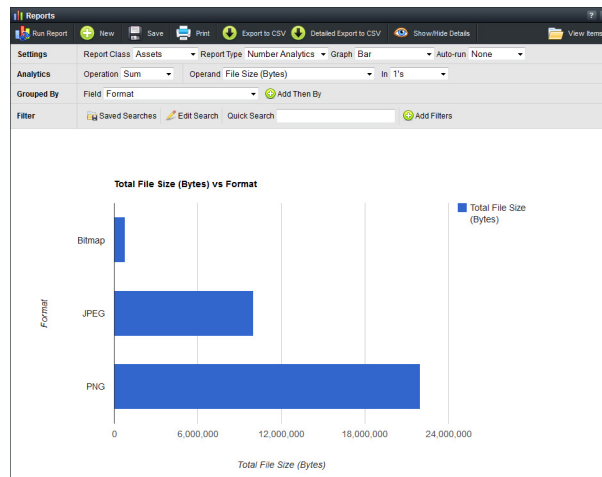 Reports ?
Run Report New Save Print Export to CSV Detailed Export to CSV Show/Hide Details View Items
Settings Report Class Assets Report Type Number Analytics Graph Bar Auto-run None
Analytics Operation Sum Operand File Size (Bytes) In 1's
Grouped By Field Format Add Then By
Filter Saved Searches Edit Search Quick Search Add Filters
Total File Size (Bytes) vs Format
Total File Size
(Bytes)
Bitmap
JPEG
PNG
Format
0 6,000,000 12,000,000 18,000,000 24,000,000
Total File Size (Bytes)